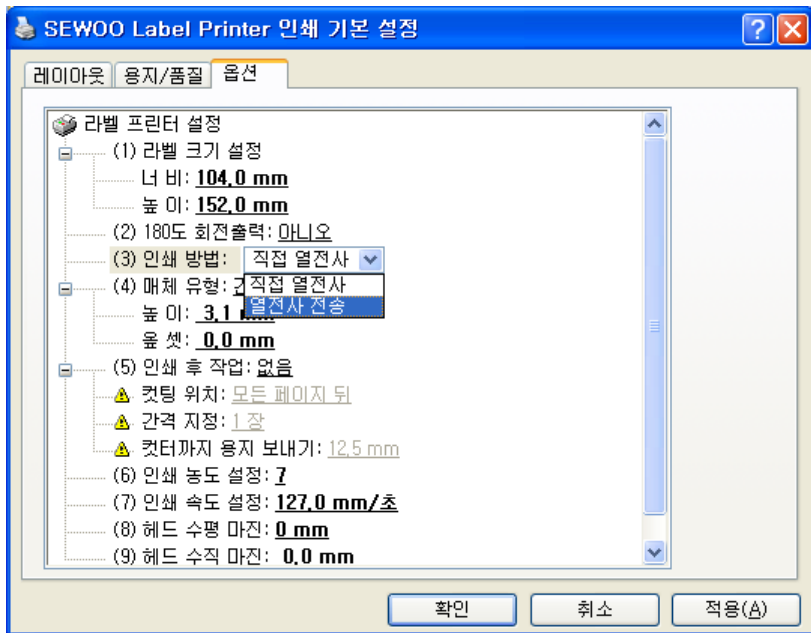 SEWOO Label Printer 인쇄 기본 설정
레이아웃 용지/품질 옵션
라벨 프린터 설정
(1) 라벨 크기 설정
너 비: 104,0 mm
높 이: 152,0 mm
(2) 180도 회전출력: 아니오
(3) 인쇄 방법: 직접 열전사
직접 열전사
열전사 전송
(4) 매체 유형:
높 이: 3,1 mm
옾 셋: 0,0 mm
(5) 인쇄 후 작업: 없음
컷팅 위치: 모든 페이지 뒤
간격 지정: 1 장
컷터까지 용지 보내기: 12,5 mm
(6) 인쇄 농도 설정: 7
(7) 인쇄 속도 설정: 127,0 mm/초
(8) 헤드 수평 마진: 0 mm
(9) 헤드 수직 마진: 0,0 mm
확인 취소 적용(A)